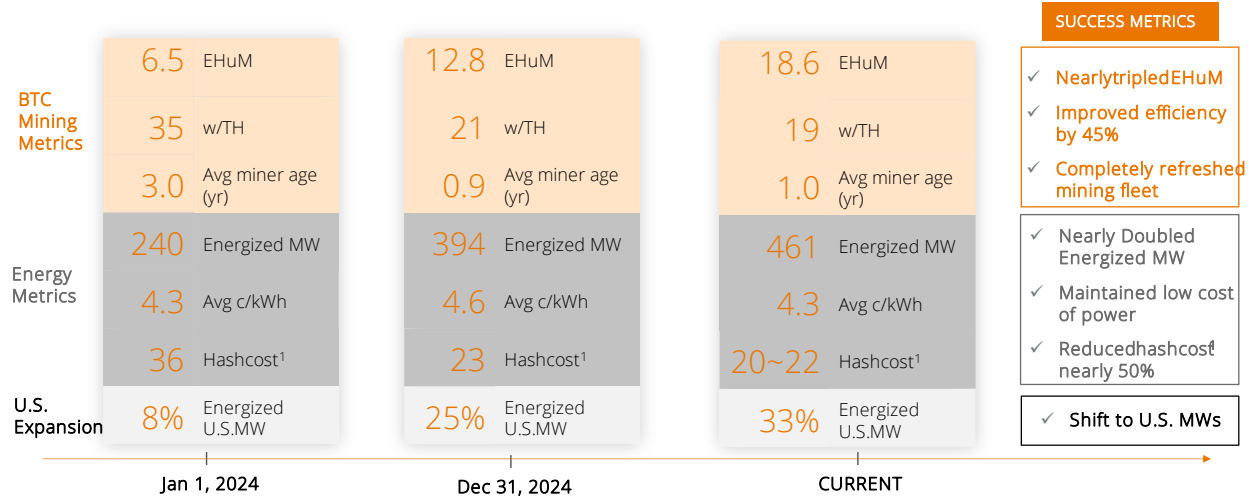 SUCCESS METRICS
BTC
Mining
Metrics
6.5 EHuM
35 w/TH
3.0 Avg miner age
(yr)
12.8 EHuM
21 w/TH
0.9 Avg miner age
(yr)
18.6 EHuM
19 w/TH
1.0 Avg miner age
(yr)
✓ NearlytripledEHuM
✓ Improved efficiency
by 45%
✓ Completely refreshed
mining fleet
Energy
Metrics
240 Energized MW
4.3 Avg c/kWh
36 Hashcost¹
394 Energized MW
4.6 Avg c/kWh
23 Hashcost¹
461 Energized MW
4.3 Avg c/kWh
20~22 Hashcost¹
✓ Nearly Doubled
Energized MW
✓ Maintained low cost
of power
✓ Reducedhashcost
nearly 50%
U.S.
Expansion
8% Energized
U.S.MW
25% Energized
U.S.MW
33% Energized
U.S.MW
✓ Shift to U.S. MWs
Jan 1, 2024
Dec 31, 2024
CURRENT